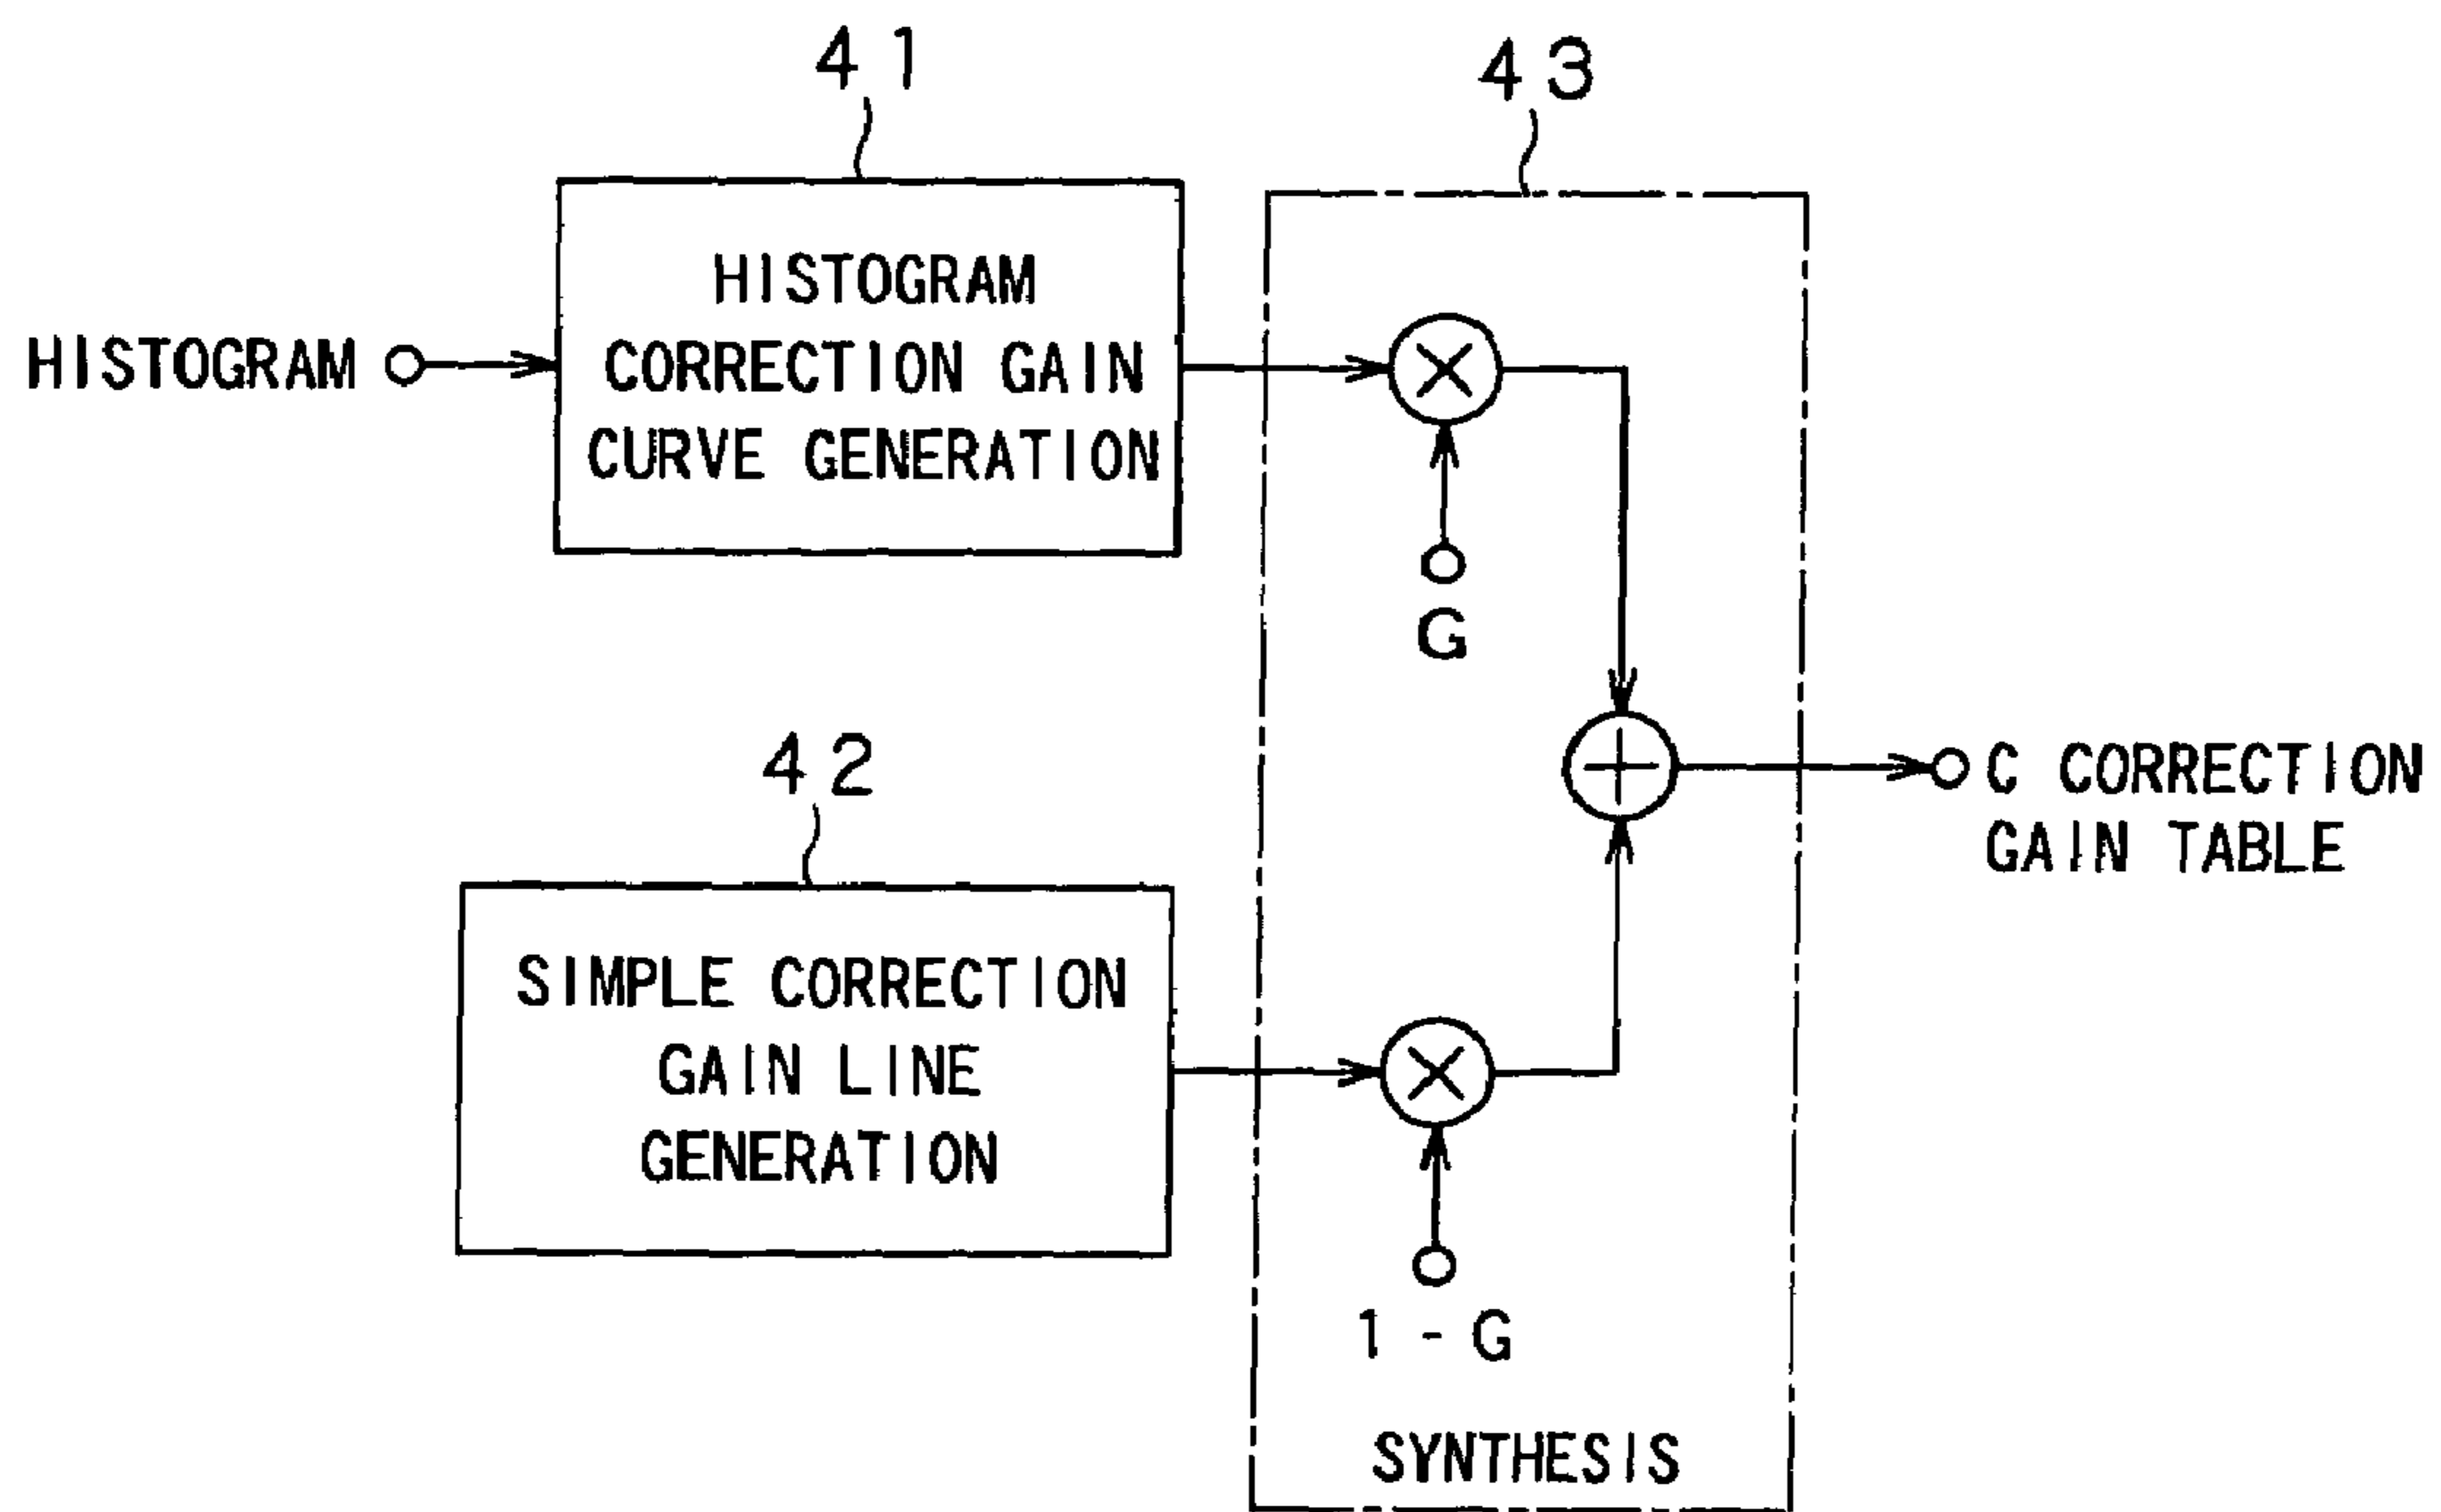 41
43
HISTOGRAM
HISTOGRAM
CORRECTION GAIN
CURVE GENERATION
G
42
C CORRECTION
GAIN TABLE
SIMPLE CORRECTION
GAIN LINE
GENERATION
1 - G
SYNTHESIS